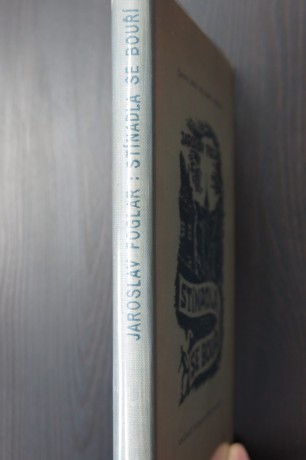 JAROSLAV FOGLAR : STÍNADLA SE BOUŘÍ
STÍNADLA
SE BOUŘÍ